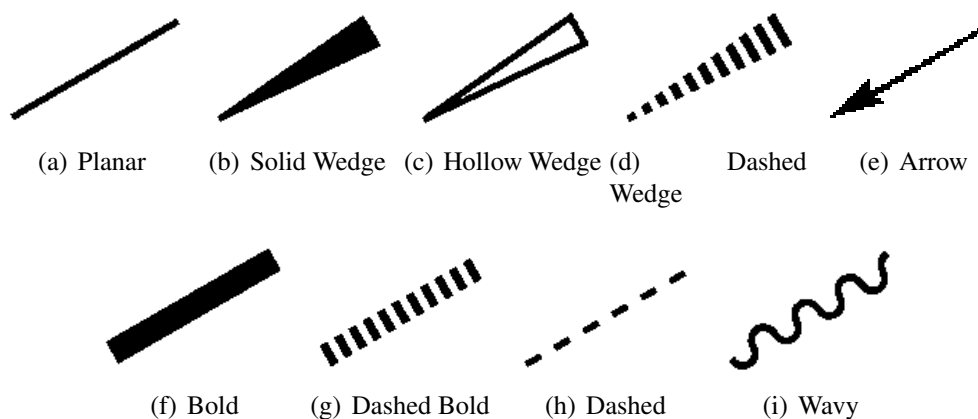 (a) Planar
(b) Solid Wedge
(c) Hollow Wedge
(d) Dashed
Wedge
(e) Arrow
(f) Bold
(g) Dashed Bold
(h) Dashed
(i) Wavy